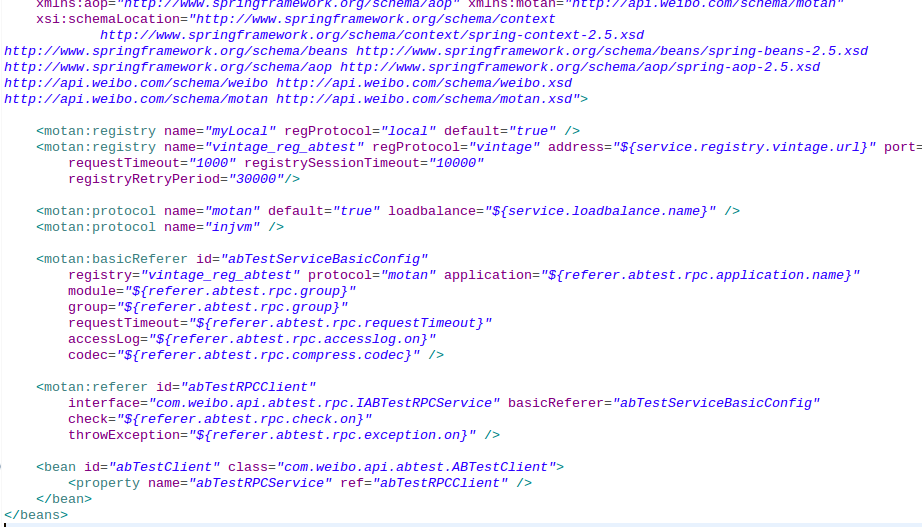 xmlns:aop="http://www.springframework.org/schema/aop" xmlns:motan="http://api.weibo.com/schema/motan"
xsi:schemaLocation="http://www.springframework.org/schema/context
http://www.springframework.org/schema/context/spring-context-2.5.xsd
http://www.springframework.org/schema/beans http://www.springframework.org/schema/beans/spring-beans-2.5.xsd
http://www.springframework.org/schema/aop http://www.springframework.org/schema/aop/spring-aop-2.5.xsd
http://api.weibo.com/schema/weibo http://api.weibo.com/schema/weibo.xsd
http://api.weibo.com/schema/motan http://api.weibo.com/schema/motan.xsd">
<motan:registry name="myLocal" regProtocol="local" default="true" />
<motan:registry name="vintage_reg_abtest" regProtocol="vintage" address="${service.registry.vintage.url}" port=
requestTimeout="1000" registrySessionTimeout="10000"
registryRetryPeriod="30000"/>
<motan:protocol name="motan" default="true" loadbalance="${service.loadbalance.name}" />
<motan:protocol name="injvm" />
<motan:basicReferer id="abTestServiceBasicConfig"
registry="vintage_reg_abtest" protocol="motan" application="${referer.abtest.rpc.application.name}"
module="${referer.abtest.rpc.group}"
group="${referer.abtest.rpc.group}"
requestTimeout="${referer.abtest.rpc.requestTimeout}"
accessLog="${referer.abtest.rpc.accesslog.on}"
codec="${referer.abtest.rpc.compress.codec}" />
<motan:referer id="abTestRPCClient"
interface="com.weibo.api.abtest.rpc.IABTestRPCService" basicReferer="abTestServiceBasicConfig"
check="${referer.abtest.rpc.check.on}"
throwException="${referer.abtest.rpc.exception.on}" />
<bean id="abTestClient" class="com.weibo.api.abtest.ABTestClient">
<property name="abTestRPCService" ref="abTestRPCClient" />
</bean>
</beans>